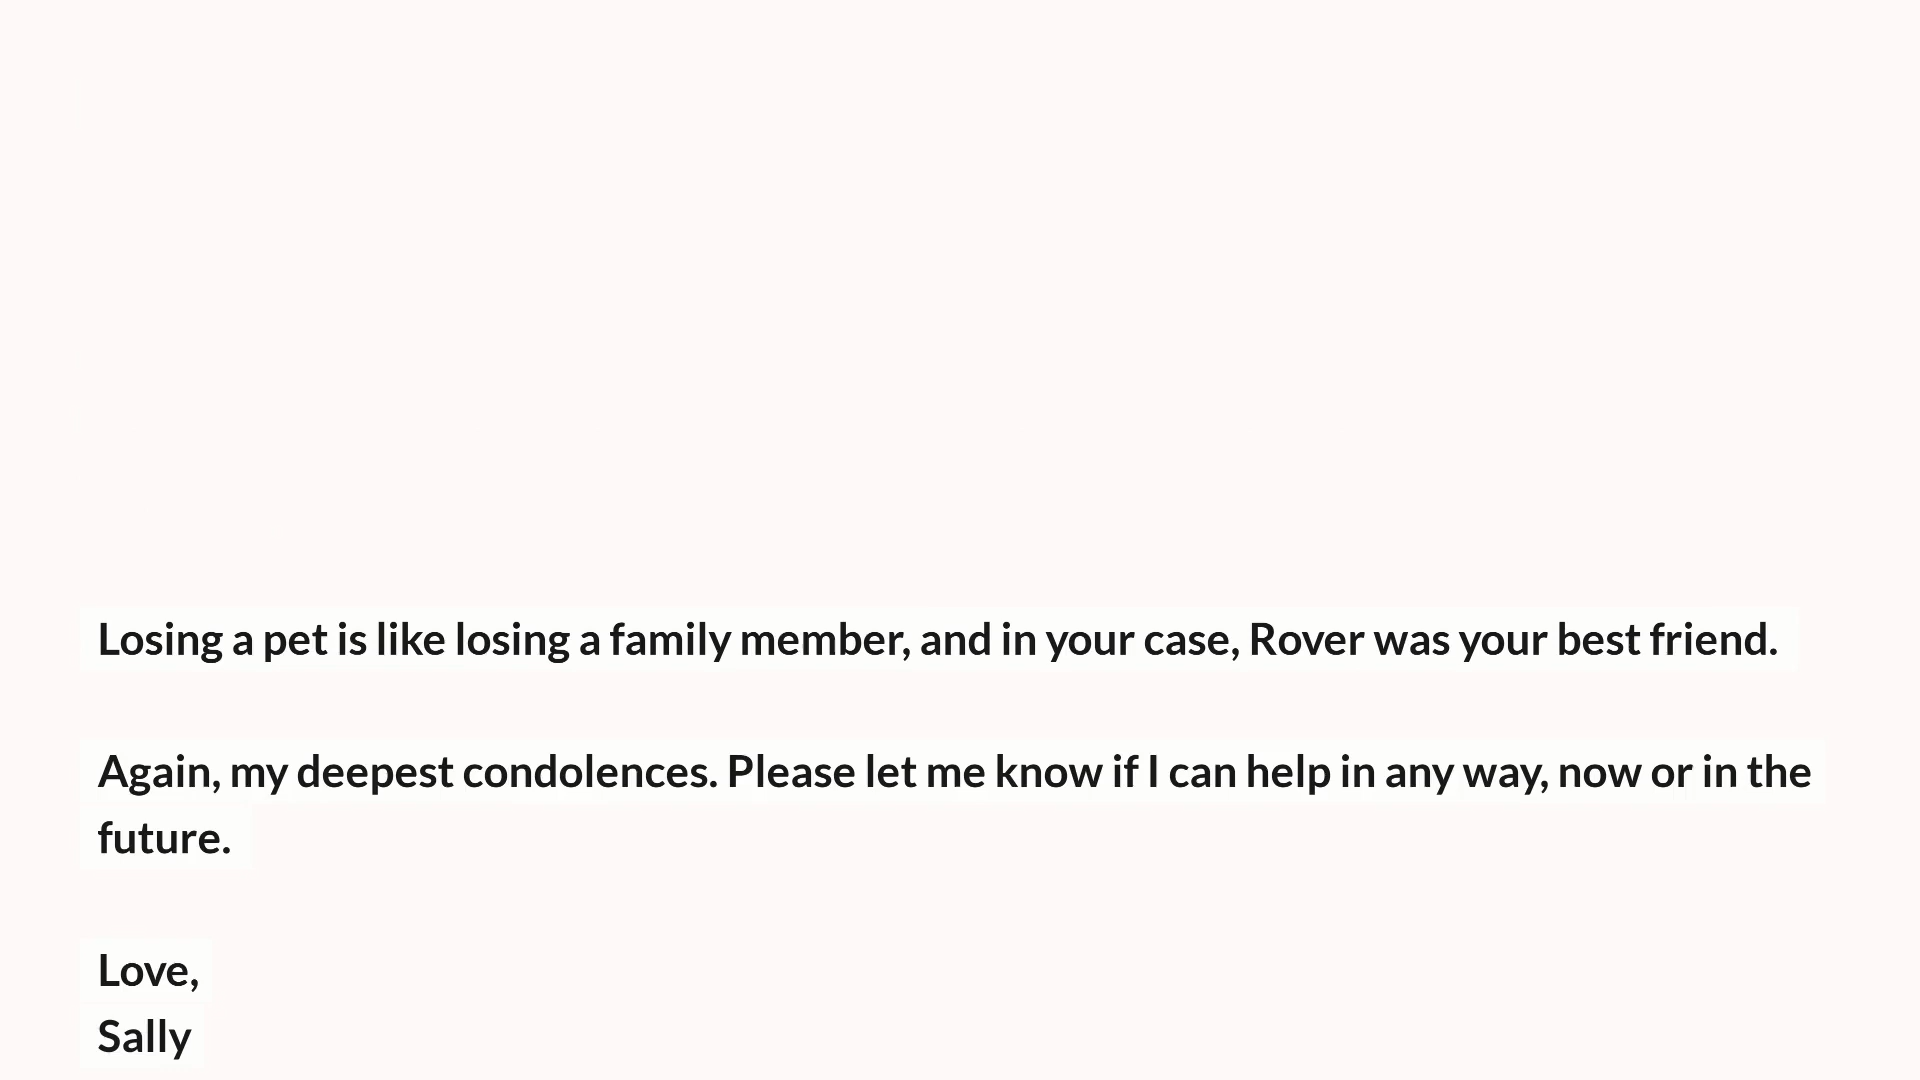 Losing a pet is like losing a family member, and in your case, Rover was your best friend.
Again, my deepest condolences. Please let me know if I can help in any way, now or in the
future.
Love,
Sally